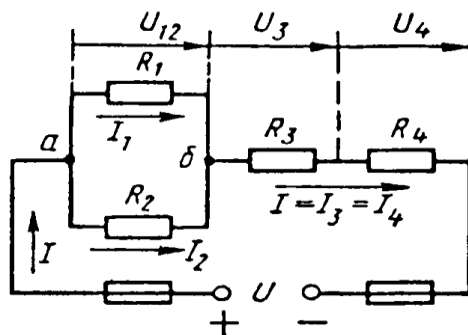 U12 U3 U4
R1
I1
a б R3 R4
R2 I = I3 = I4
I I2
U
+ −